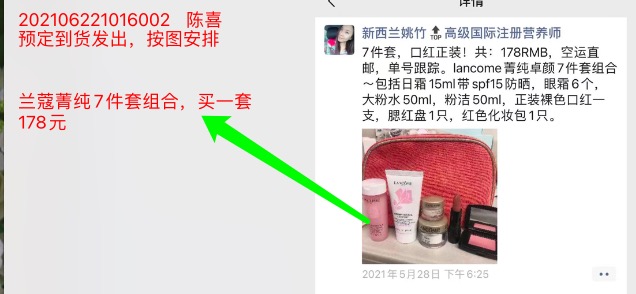 202106221016002 陈喜
预定到货发出，按图安排
兰蔻菁纯7件套组合，买一套
178元
详情
新西兰姚竹🔝高级国际注册营养师
7件套，口红正装！共：178RMB，空运直
邮，单号跟踪。lancome菁纯卓颜7件套组合
～包括日霜15ml带spf15防晒，眼霜6个，
大粉水50ml，粉洁50ml，正装裸色口红一
支，腮红盘1只，红色化妆包1只。
LANCOME
2021年5月28日 下午6:25